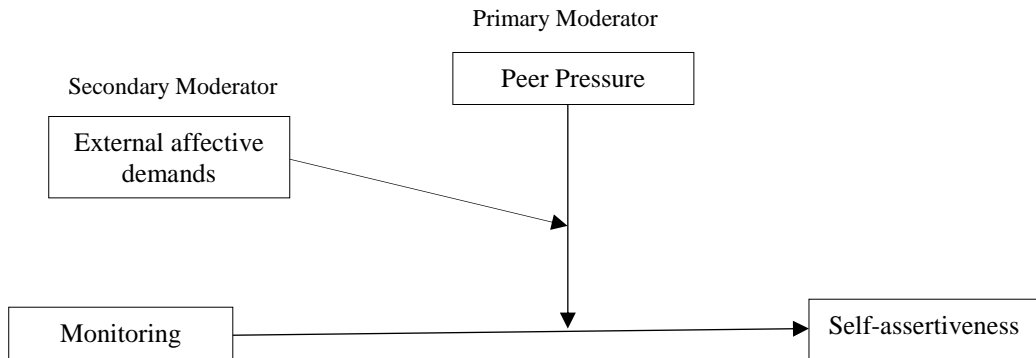 Primary Moderator
Peer Pressure
Secondary Moderator
External affective
demands
Monitoring
Self-assertiveness